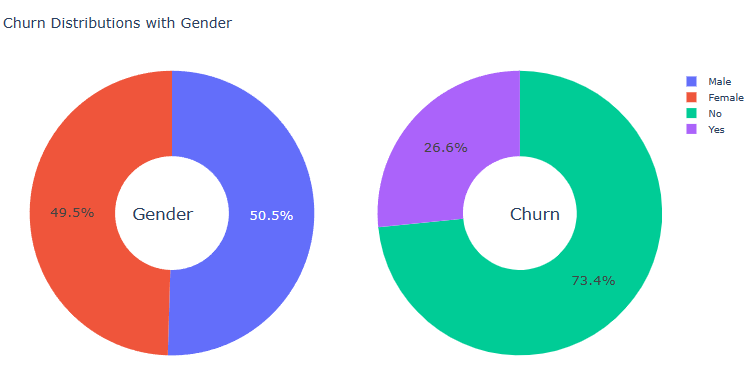 Churn Distributions with Gender
Male
Female
No
Yes
26.6%
49.5%
Gender
50.5%
Churn
73.4%